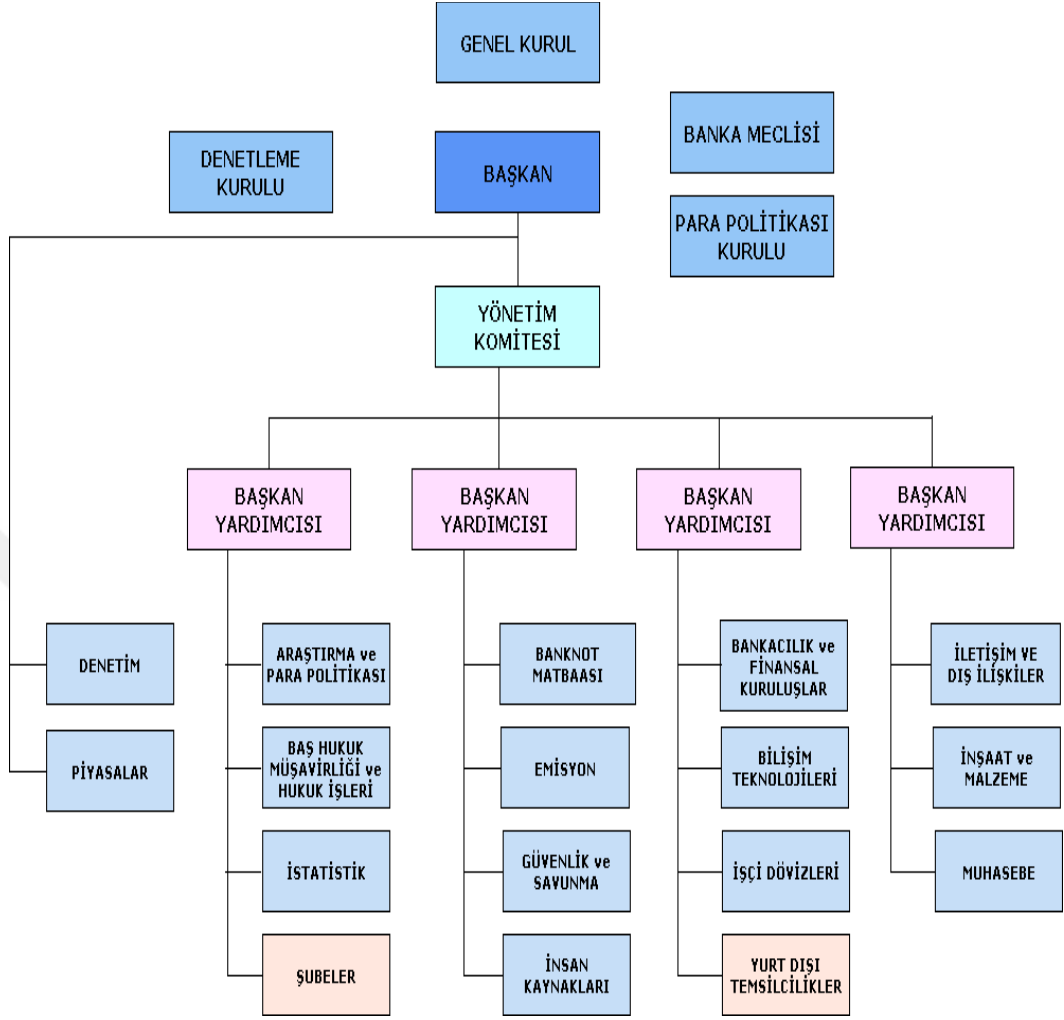 GENEL KURUL
BANKA MECLİSİ
DENETLEME
KURULU
BAŞKAN
PARA POLİTİKASI
KURULU
YÖNETİM
KOMİTESİ
BAŞKAN
YARDIMCISI
BAŞKAN
YARDIMCISI
BAŞKAN
YARDIMCISI
BAŞKAN
YARDIMCISI
DENETİM
ARAŞTIRMA ve
PARA POLİTİKASI
BANKNOT
MATBAASI
BANKACILIK ve
FİNANSAL
KURULUŞLAR
İLETİŞİM VE
DIŞ İLİŞKİLER
PİYASALAR
BAŞ HUKUK
MÜŞAVİRLİĞİ ve
HUKUK İŞLERİ
EMİSYON
BİLİŞİM
TEKNOLOJİLERİ
İNŞAAT ve
MALZEME
İSTATİSTİK
GÜVENLİK ve
SAVUNMA
İŞÇİ DÖVİZLERİ
MUHASEBE
ŞUBELER
İNSAN
KAYNAKLARI
YURT DIŞI
TEMSİLCİLİKLER